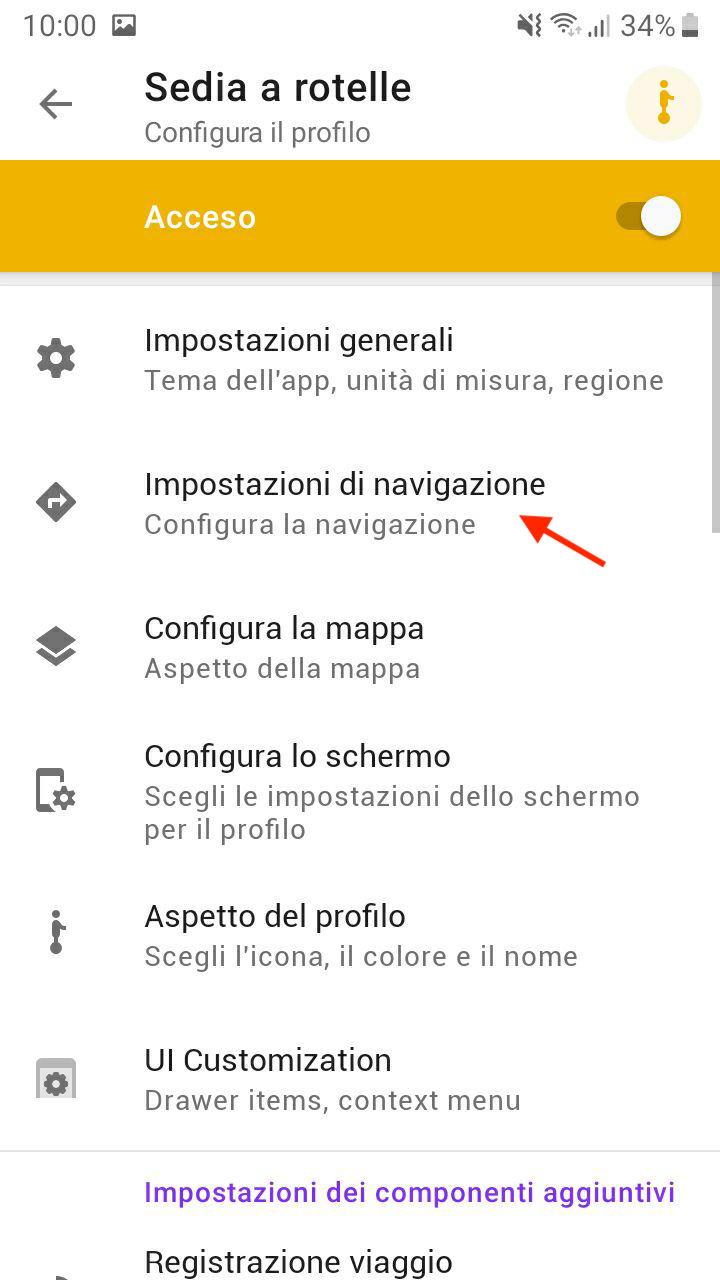 10:00
34%
Sedia a rotelle
Configura il profilo
Acceso
Impostazioni generali
Tema dell'app, unità di misura, regione
Impostazioni di navigazione
Configura la navigazione
Configura la mappa
Aspetto della mappa
Configura lo schermo
Scegli le impostazioni dello schermo
per il profilo
Aspetto del profilo
Scegli l'icona, il colore e il nome
UI Customization
Drawer items, context menu
Impostazioni dei componenti aggiuntivi
Registrazione viaggio